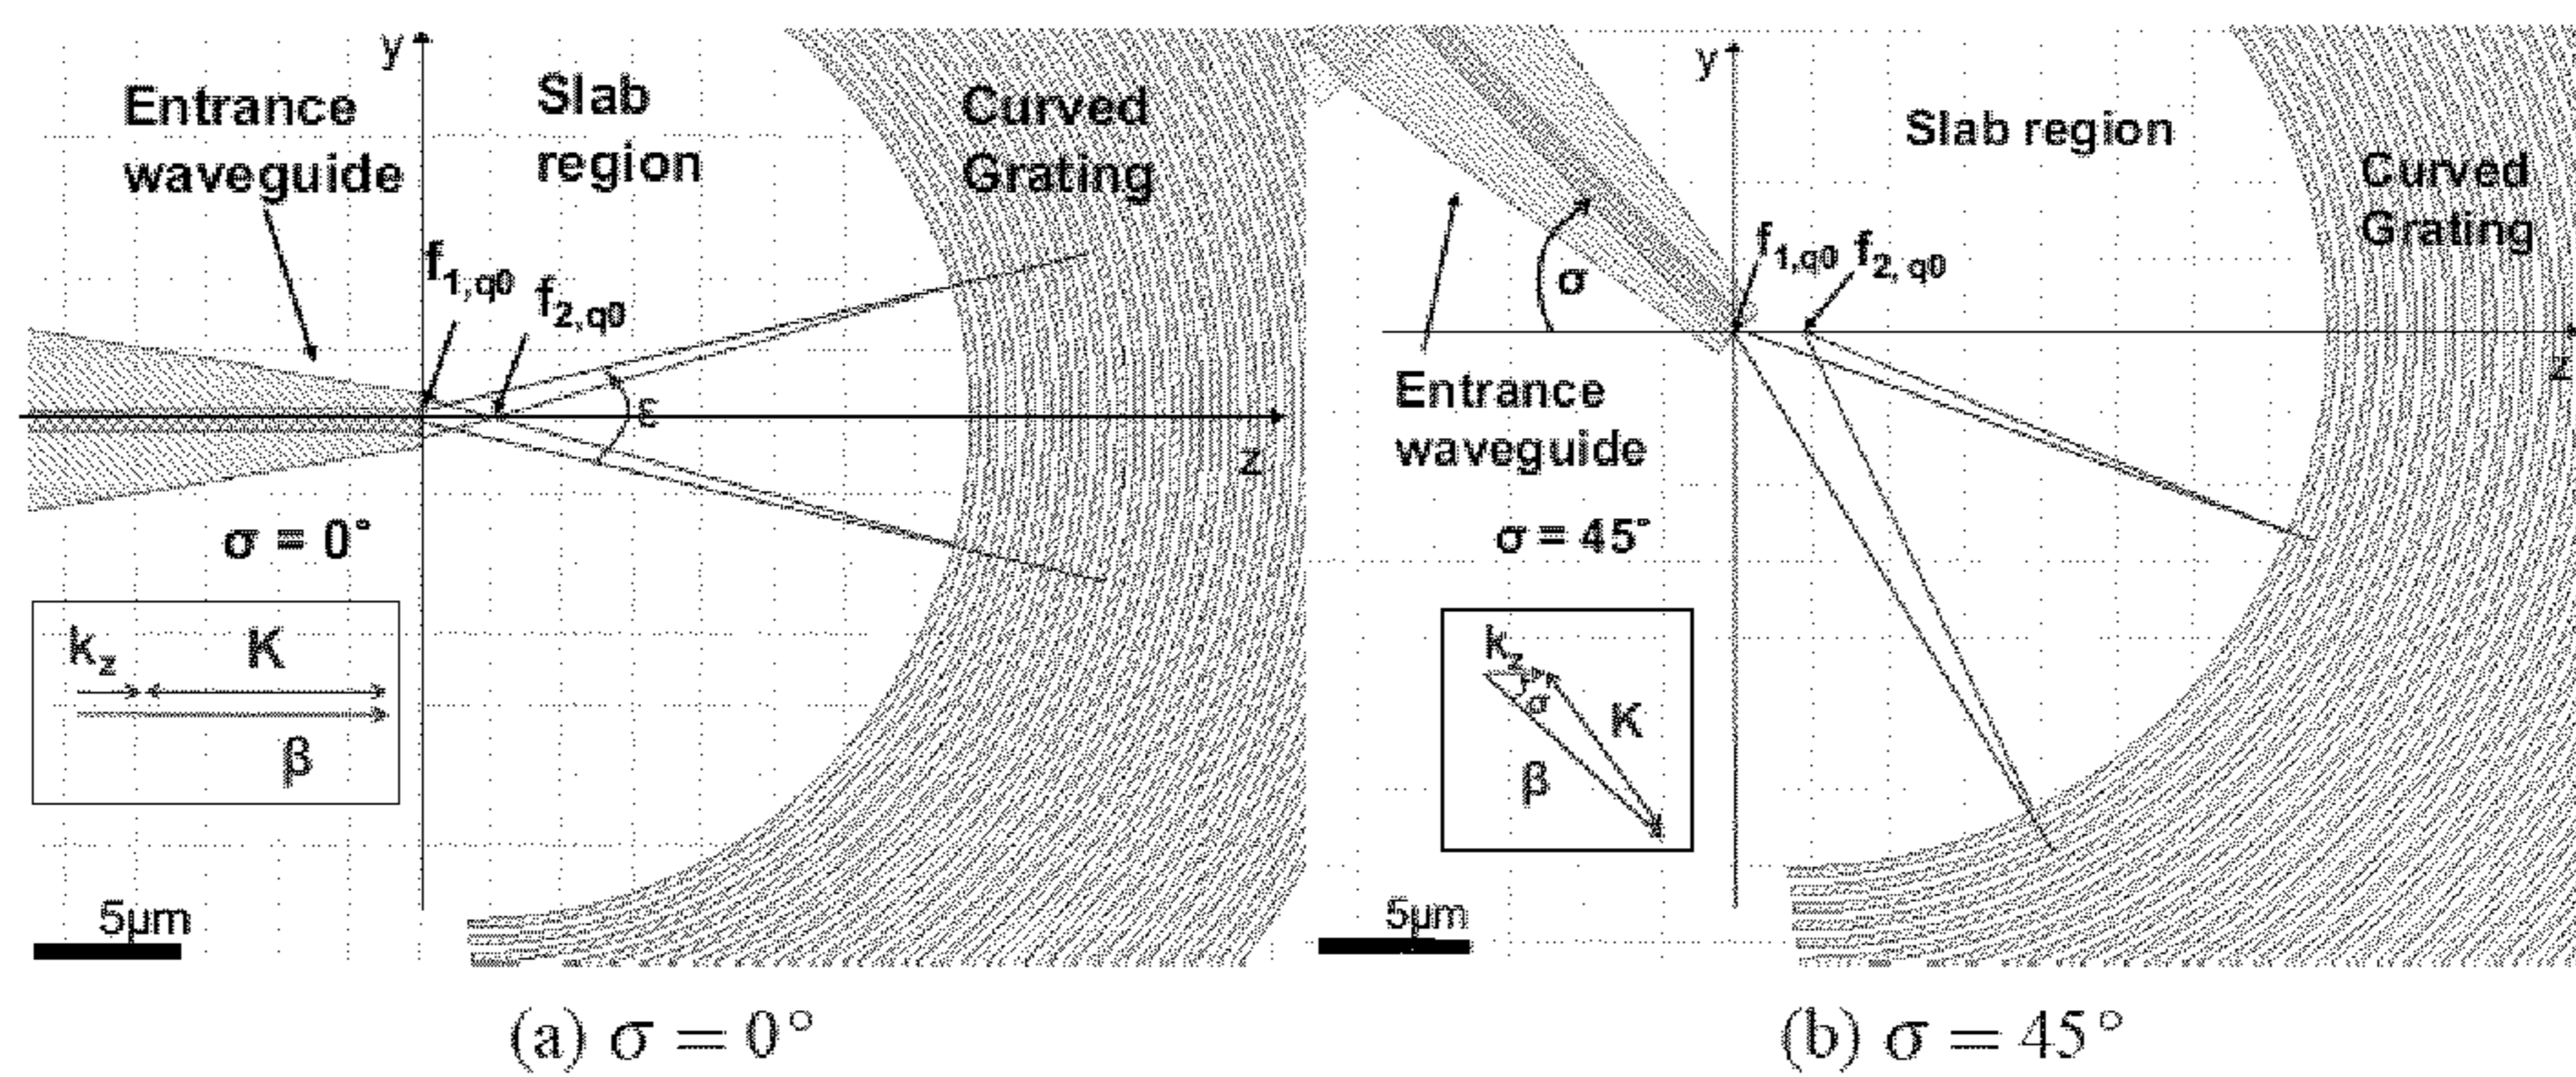 y
Entrance
waveguide
Slab
region
Curved
Grating
f1,q0
f2,q0
ε
z
σ = 0°
kz
K
β
5μm
(a) σ = 0°
y
Slab region
Curved
Grating
f1,q0
f2, q0
σ
z
Entrance
waveguide
σ = 45°
kz
σ
K
β
5μm
(b) σ = 45°